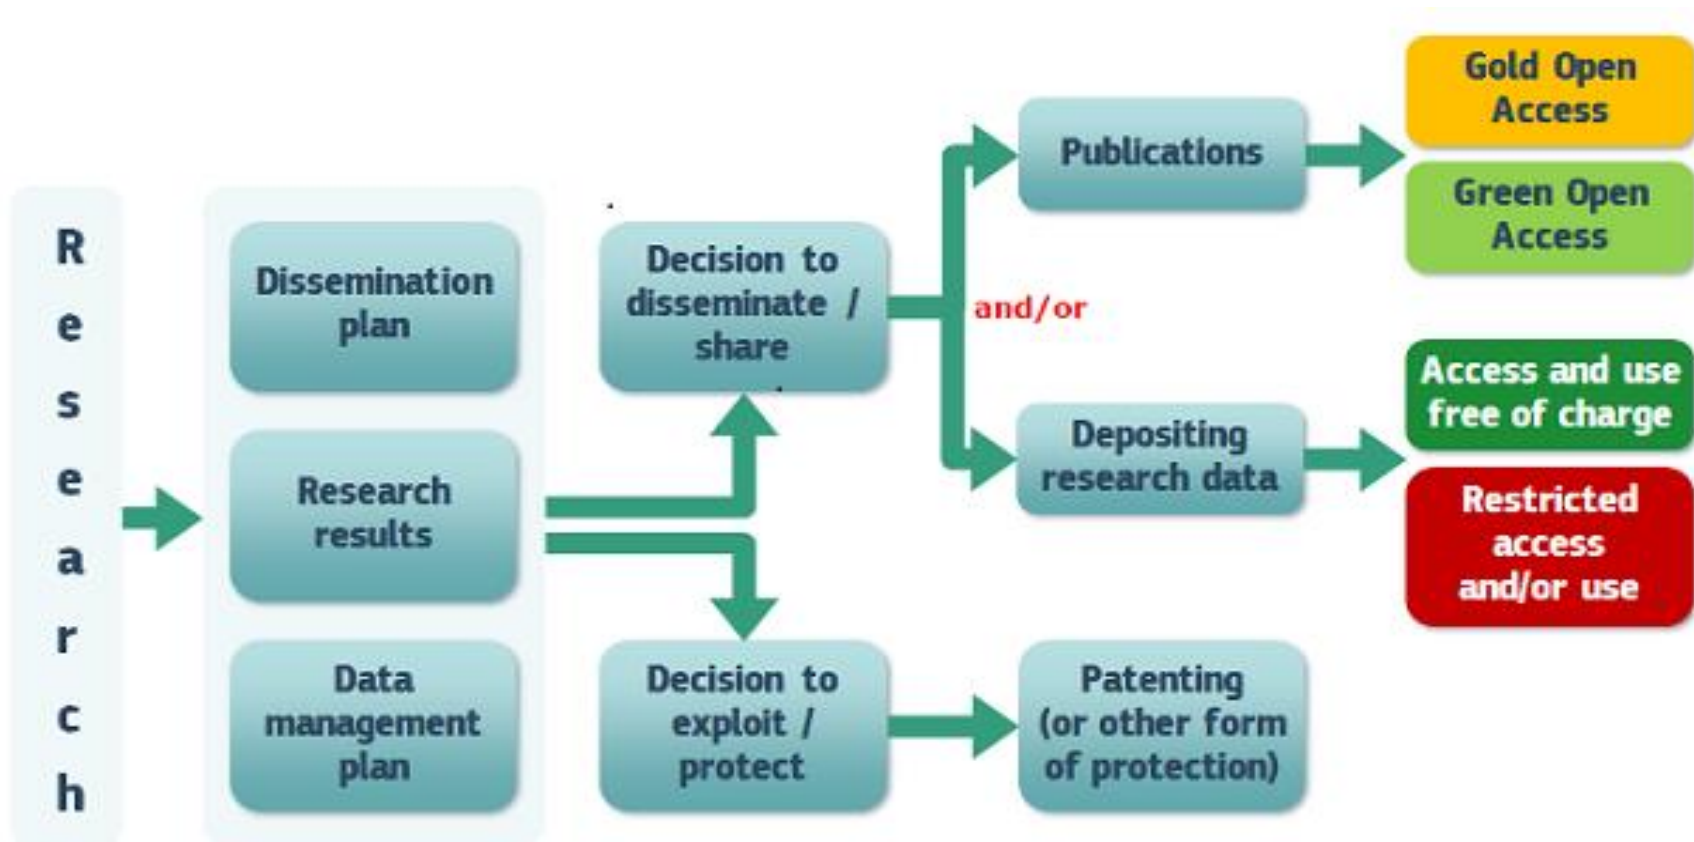 Research
Dissemination
plan
Research
results
Data
management
plan
Decision to
disseminate /
share
Decision to
exploit /
protect
and/or
Publications
Depositing
research data
Patenting
(or other form
of protection)
Gold Open
Access
Green Open
Access
Access and use
free of charge
Restricted
access
and/or use